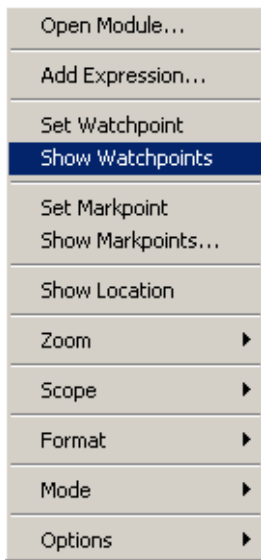 Open Module...
Add Expression...
Set Watchpoint
Show Watchpoints
Set Markpoint
Show Markpoints...
Show Location
Zoom
Scope
Format
Mode
Options